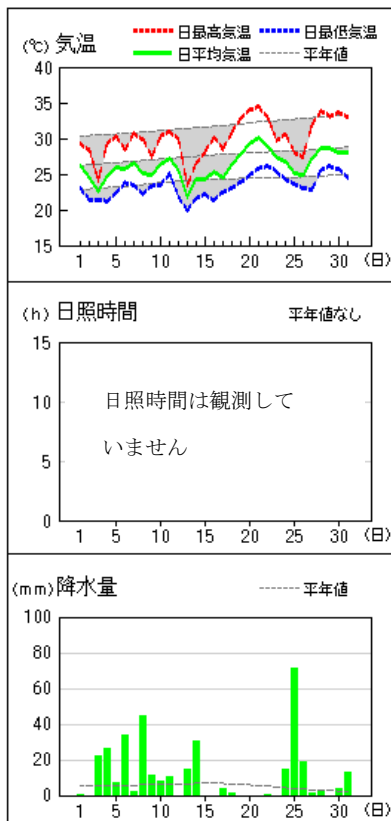 日最高気温 日最低気温
(℃) 気温 日平均気温 平年値
40
35
30
25
20
15
1 5 10 15 20 25 30 (日)
(h) 日照時間 平年値なし
15
10
5
0
日照時間は観測して
いません
1 5 10 15 20 25 30 (日)
(mm) 降水量 平年値
100
80
60
40
20
0
1 5 10 15 20 25 30 (日)